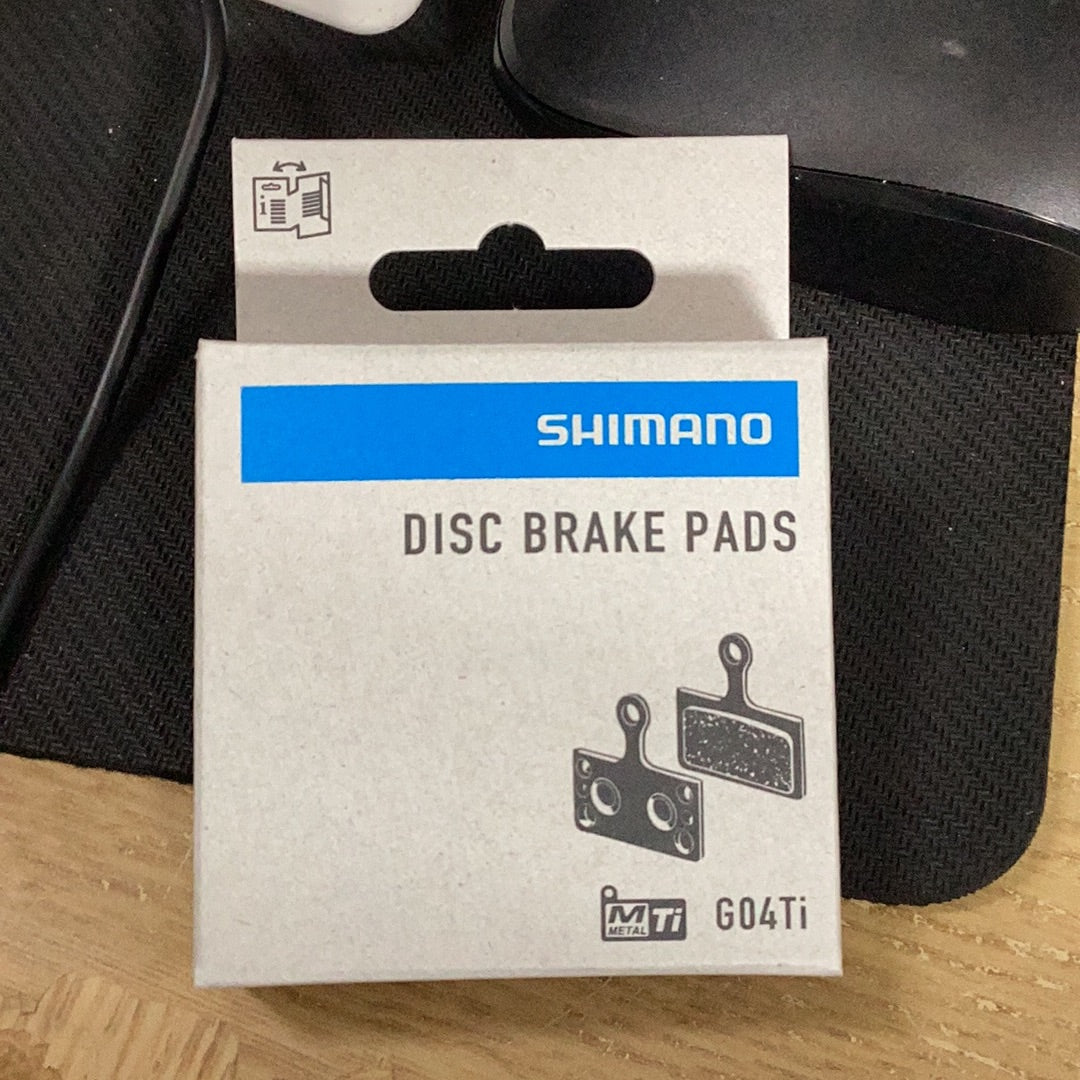 i
SHIMANO
DISC BRAKE PADS
M Ti
METAL
G04Ti